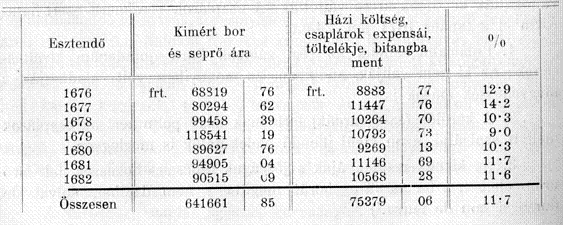 Esztendő Kimért bor és seprő ára Házi költség, csaplárok expensái, töltelékje, bitangba ment %
1676 frt. 68819 76 frt. 8883 77 12·9
1677 80294 62 11447 76 14·2
1678 99458 39 10264 70 10·3
1679 118541 19 10793 73 9·0
1680 89627 76 9269 13 10·3
1681 94905 04 11146 69 11·7
1682 90515 09 10568 28 11·6
Összesen 641661 85 75379 06 11·7